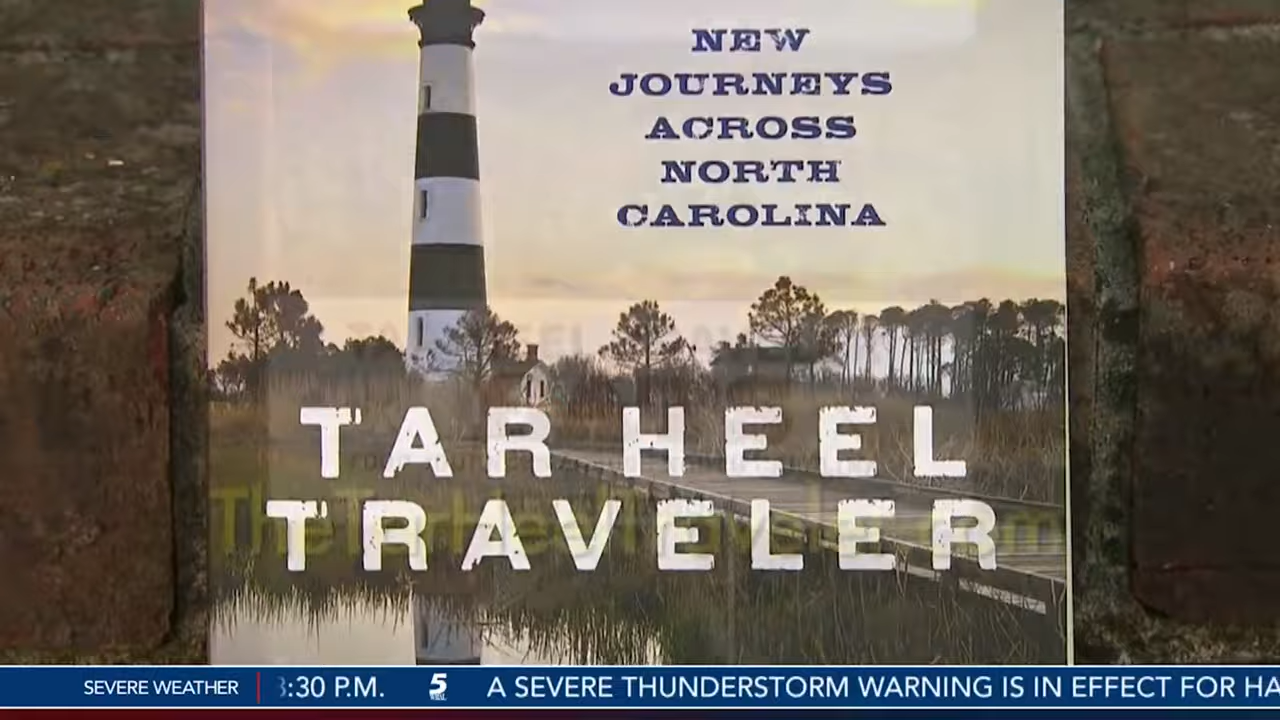 NEW
JOURNEYS
ACROSS
NORTH
CAROLINA
TAR HEEL
TRAVELER
SEVERE WEATHER
:30 P.M. 5 A SEVERE THUNDERSTORM WARNING IS IN EFFECT FOR HA